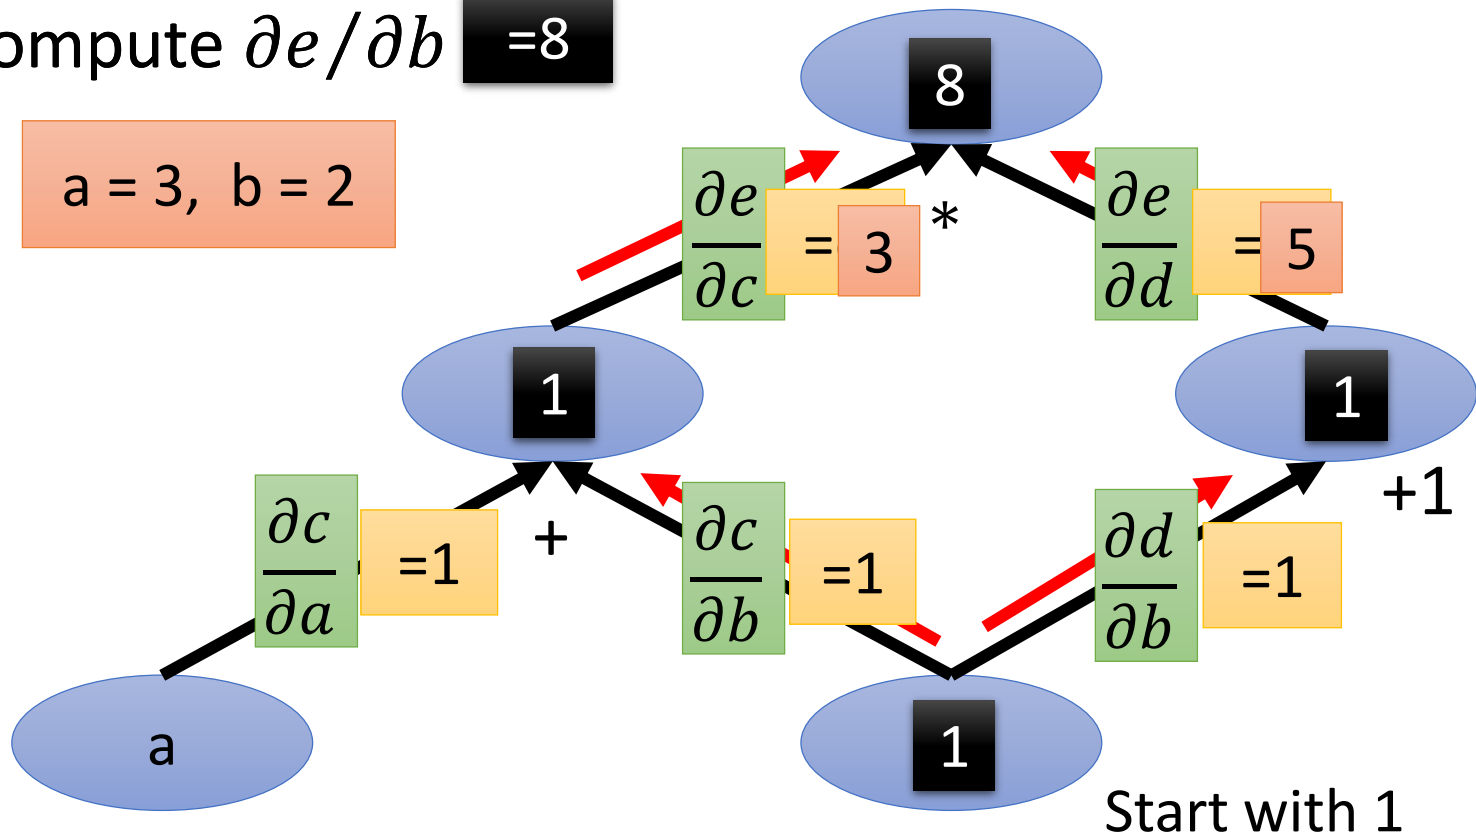 ompute ∂e/∂b =8
8
a = 3, b = 2
∂e/∂c = 3
*
∂e/∂d = 5
1
1
∂c/∂a =1
+
∂c/∂b =1
∂d/∂b =1
+1
a
1
Start with 1